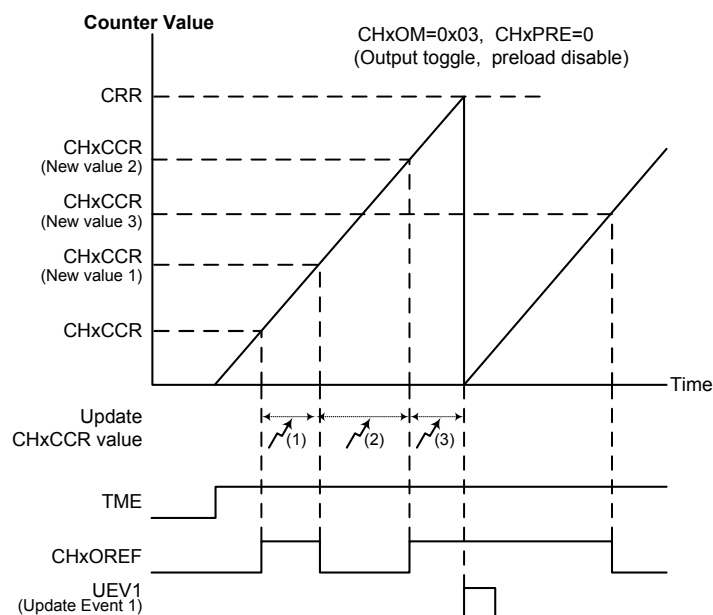 Counter Value
CHxOM=0x03, CHxPRE=0
(Output toggle, preload disable)
CRR
CHxCCR
(New value 2)
CHxCCR
(New value 3)
CHxCCR
(New value 1)
CHxCCR
Time
Update
CHxCCR value
(1)
(2)
(3)
TME
CHxOREF
UEV1
(Update Event 1)